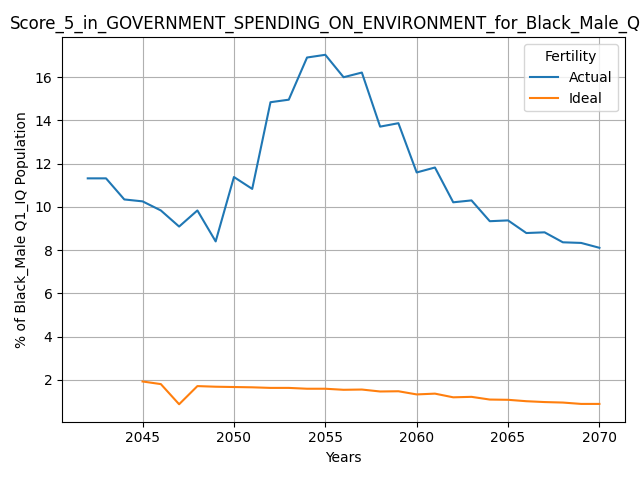 Score_5_in_GOVERNMENT_SPENDING_ON_ENVIRONMENT_for_Black_Male_Q
Fertility
Actual
Ideal
% of Black_Male Q1_IQ Population
16
14
12
10
8
6
4
2
2045 2050 2055 2060 2065 2070
Years